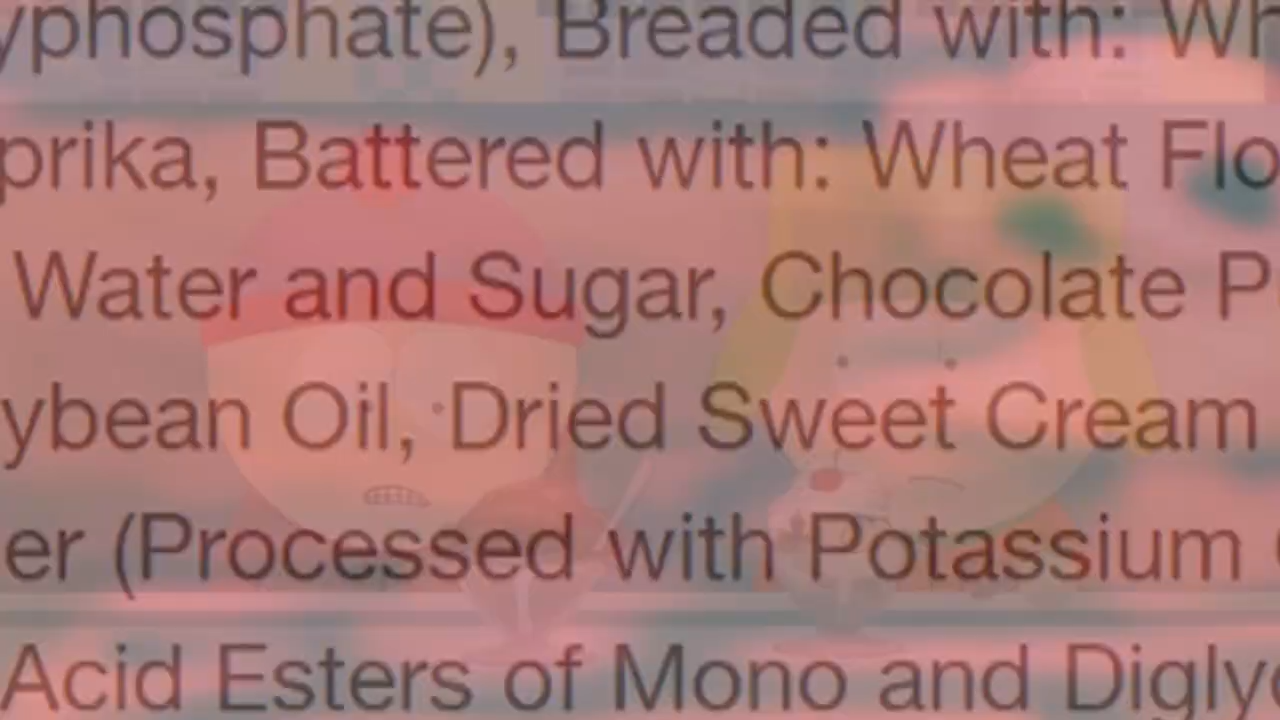 yphosphate), Breaded with: Wh
prika, Battered with: Wheat Flo
Water and Sugar, Chocolate P
ybean Oil, Dried Sweet Cream
er (Processed with Potassium
Acid Esters of Mono and Digly